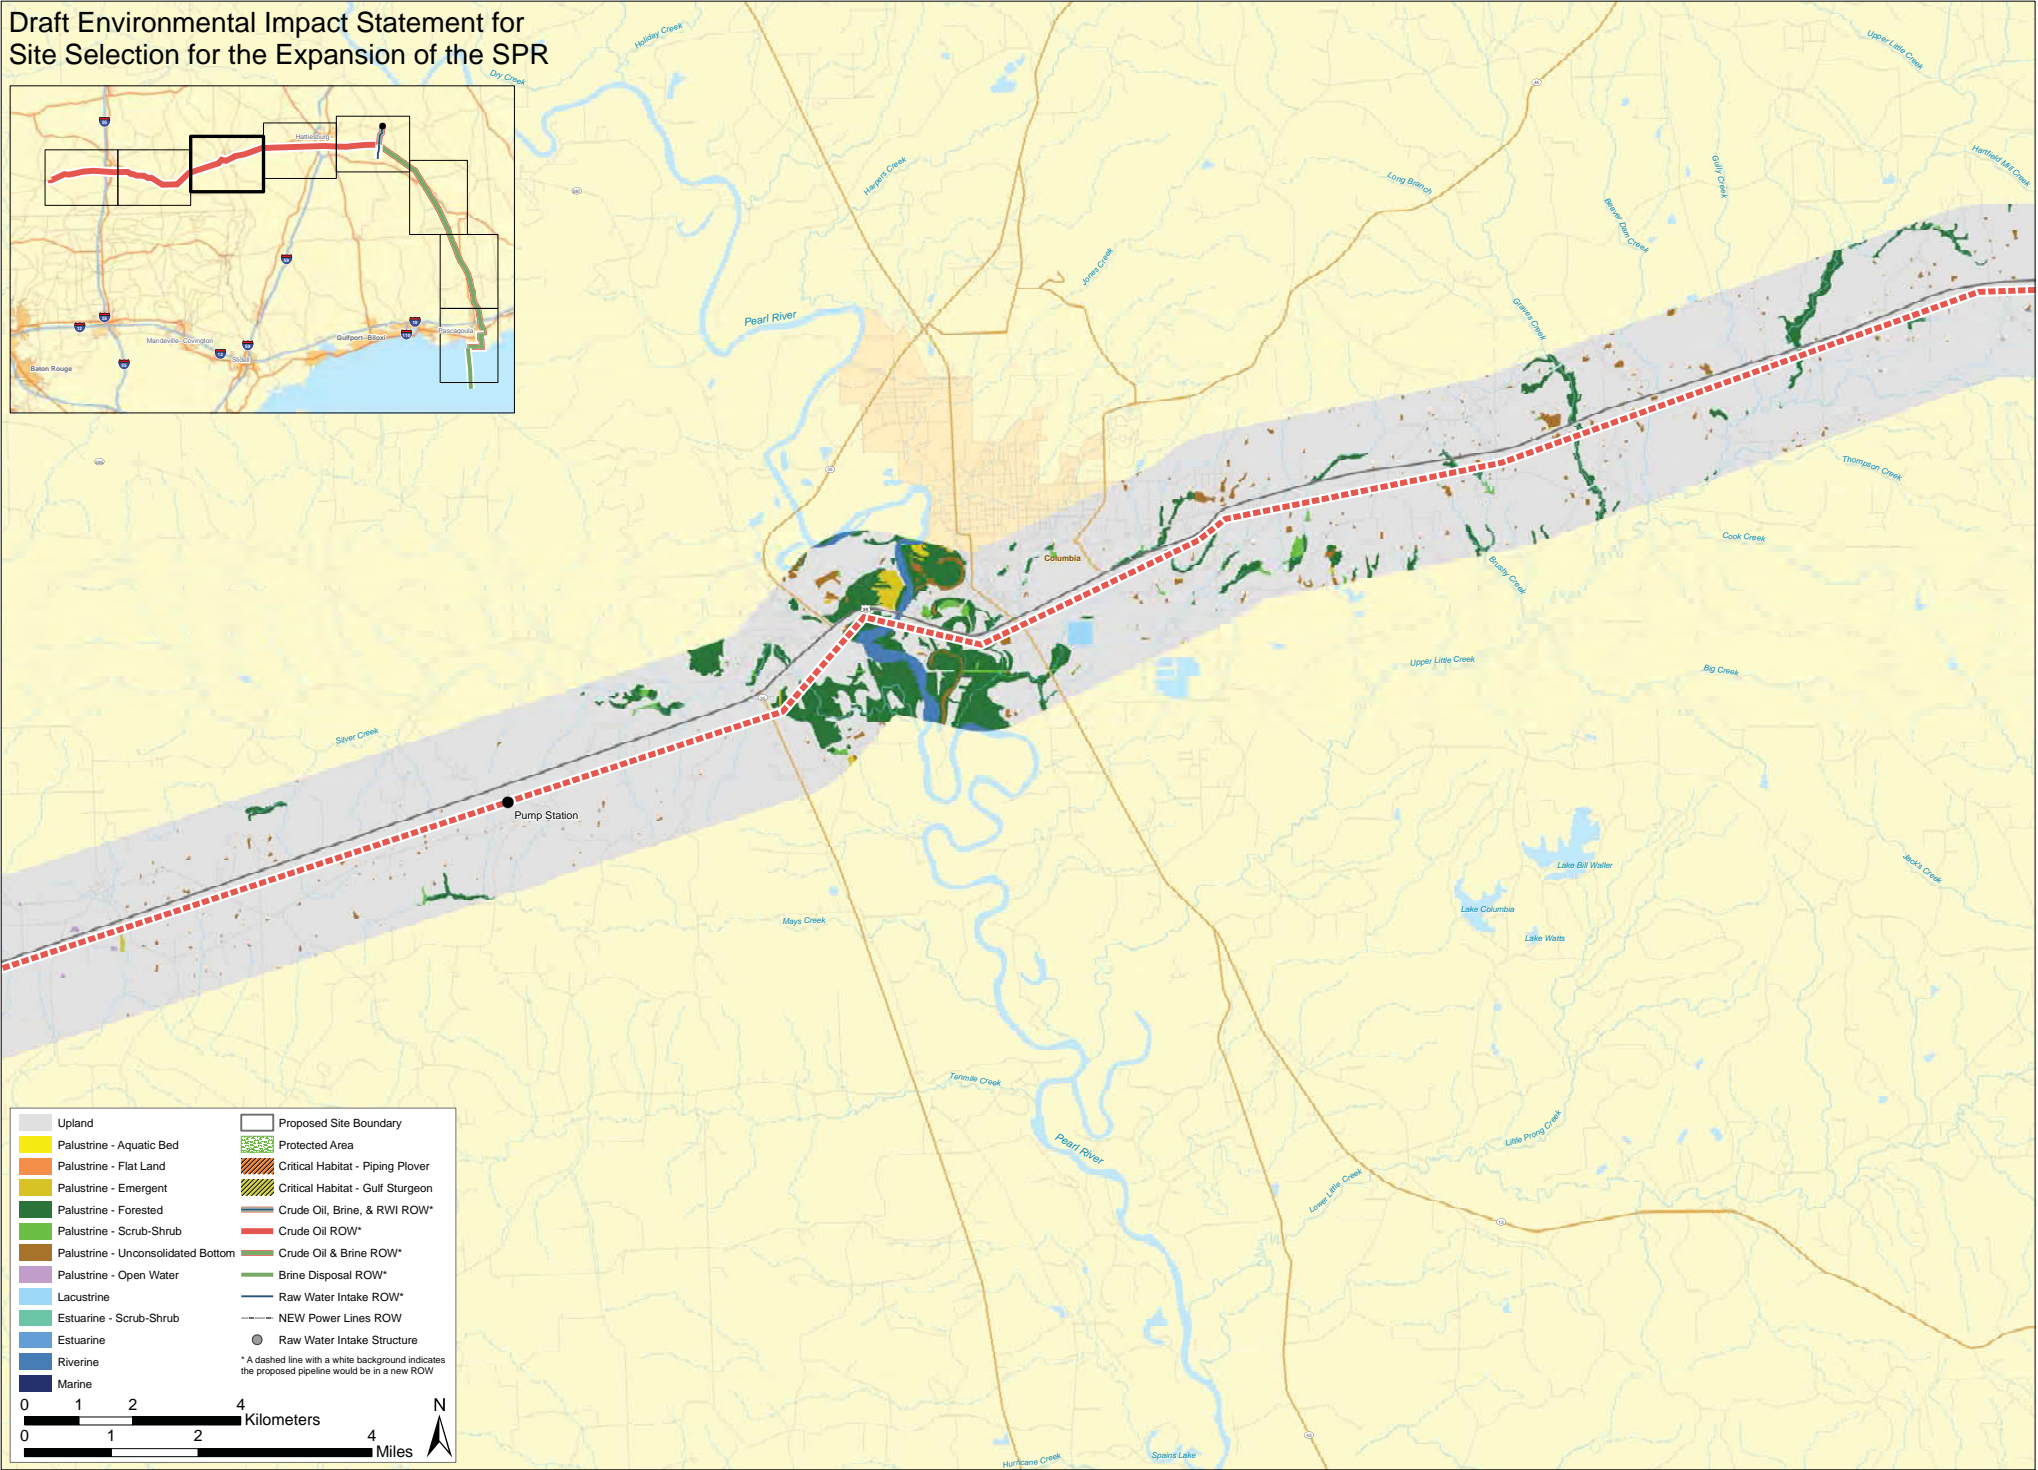 Draft Environmental Impact Statement for
Site Selection for the Expansion of the SPR
Holiday Creek
Dry Creek
Upper Little Creek
Hattiesburg
Mandeville--Covington
Slidell
Gulfport--Biloxi
Pascagoula
Baton Rouge
55
59
12
10
Harpers Creek
Long Branch
Gully Creek
Hartfield Mill Creek
Beaver Dam Creek
Jones Creek
Graves Creek
Pearl River
Thompson Creek
Cook Creek
Columbia
Brushy Creek
Upper Little Creek
Big Creek
Silver Creek
Pump Station
Lake Bill Waller
Jack's Creek
Lake Columbia
Lake Watts
Mays Creek
Tenmile Creek
Pearl River
Little Prong Creek
Lower Little Creek
Hurricane Creek
Spains Lake
Upland
Palustrine - Aquatic Bed
Palustrine - Flat Land
Palustrine - Emergent
Palustrine - Forested
Palustrine - Scrub-Shrub
Palustrine - Unconsolidated Bottom
Palustrine - Open Water
Lacustrine
Estuarine - Scrub-Shrub
Estuarine
Riverine
Marine
Proposed Site Boundary
Protected Area
Critical Habitat - Piping Plover
Critical Habitat - Gulf Sturgeon
Crude Oil, Brine, & RWI ROW*
Crude Oil ROW*
Crude Oil & Brine ROW*
Brine Disposal ROW*
Raw Water Intake ROW*
NEW Power Lines ROW
Raw Water Intake Structure
* A dashed line with a white background indicates
the proposed pipeline would be in a new ROW
0 1 2 4
Kilometers
0 1 2 4
Miles
N